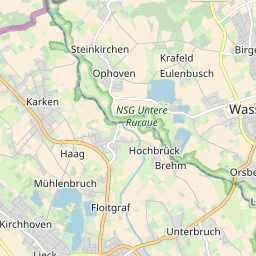 Steinkirchen
Krafeld
Birge
Ophoven
Eulenbusch
Karken
NSG Untere
Ruraue
Wass
Haag
Hochbrück
Brehm
Orsbe
Mühlenbruch
Floitgraf
Kirchhoven
Unterbruch
Lieck